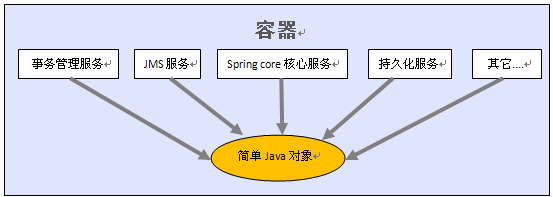 容器
事务管理服务
JMS 服务
Spring core 核心服务
持久化服务
其它....
简单 Java 对象